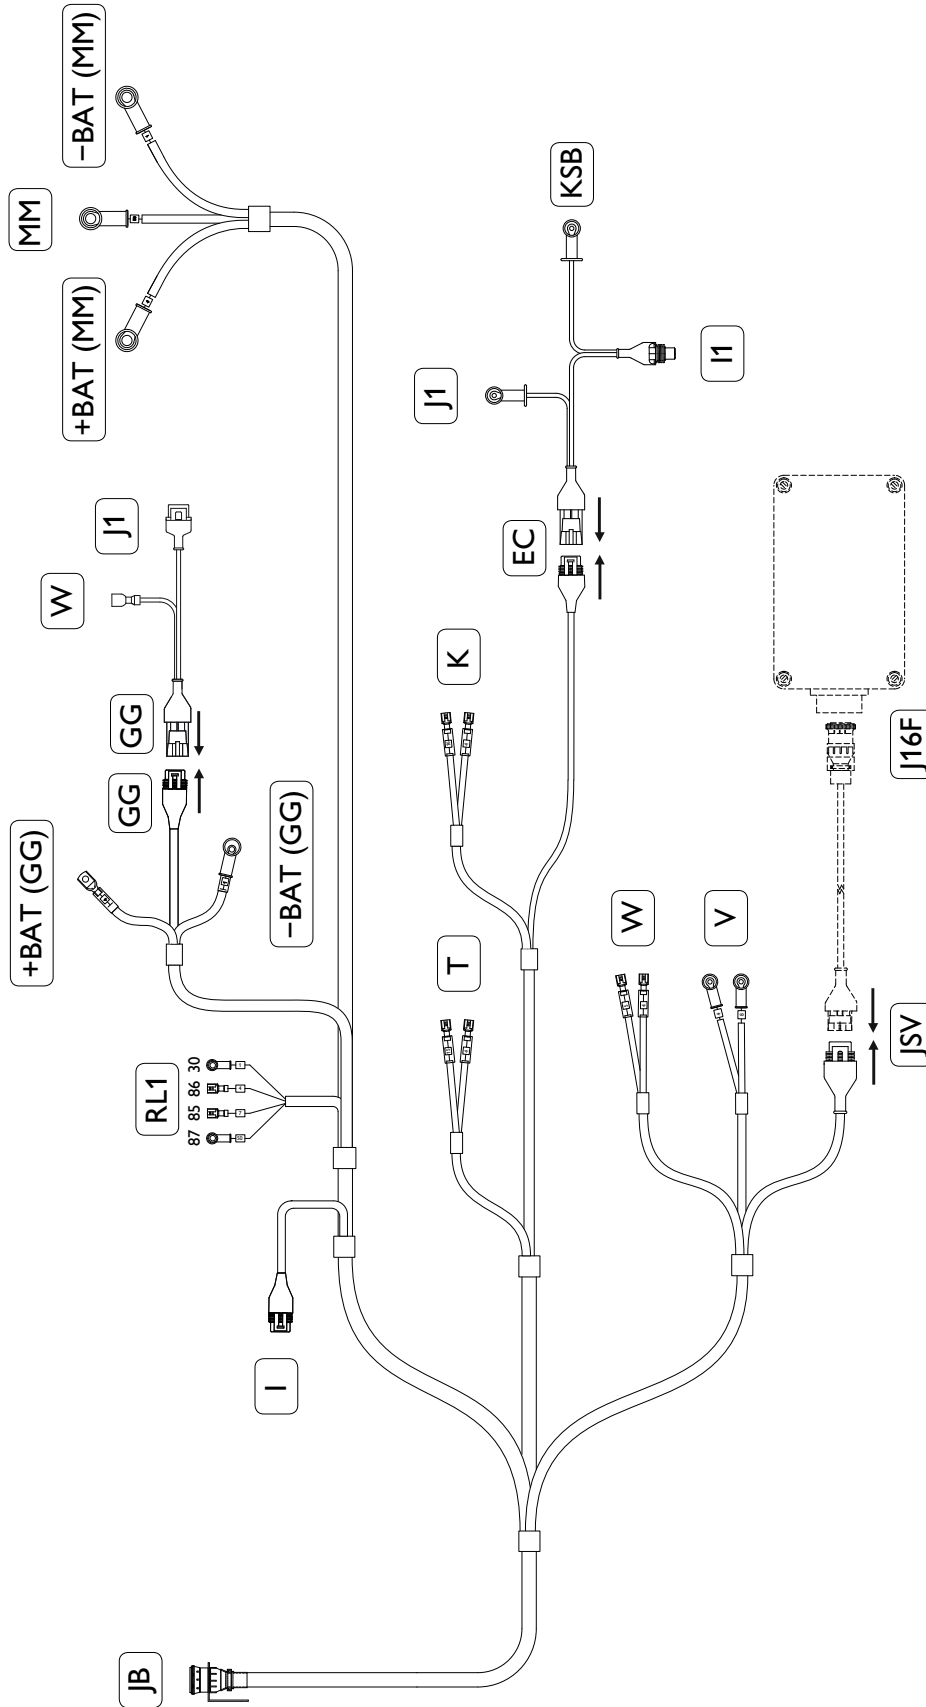 –BAT (MM)
MM
+BAT (MM)
KSB
J1
I1
J1
W
EC
GG
GG
K
J16F
+BAT (GG)
–BAT (GG)
T
W
V
JSV
RL1
30
86
85
87
I
JB